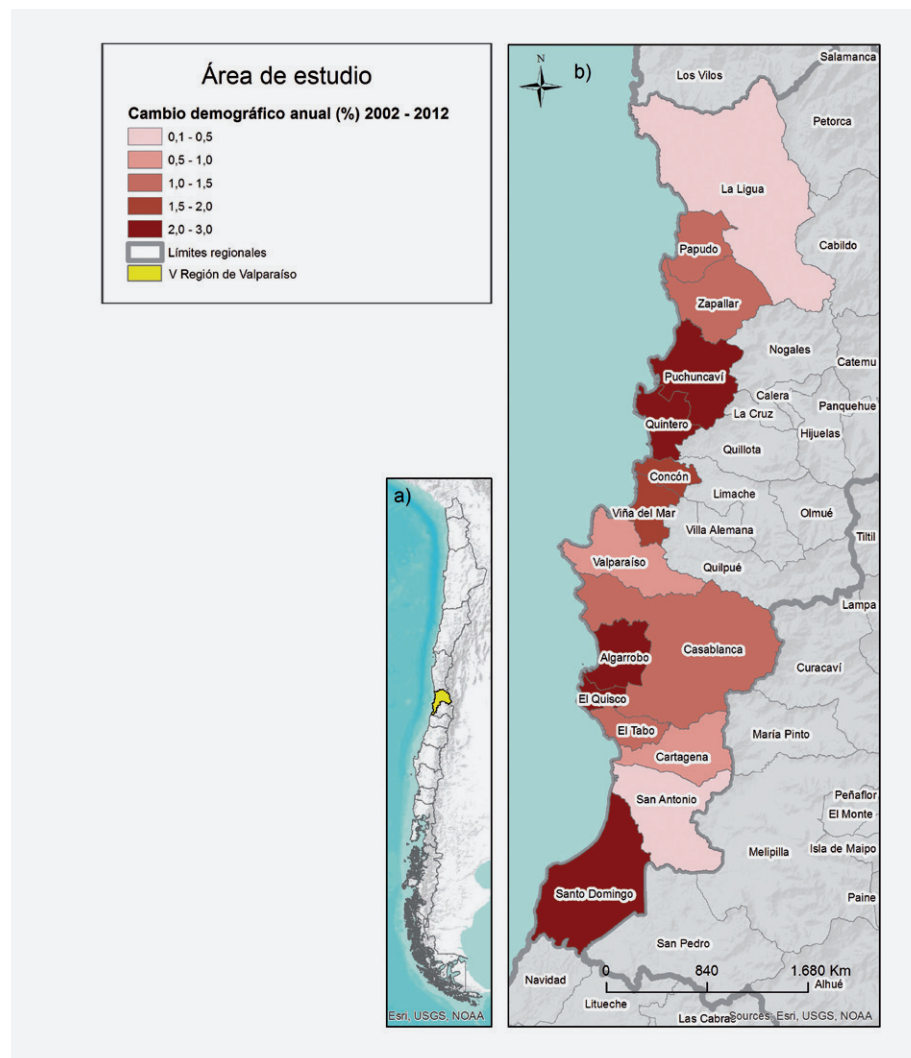 Área de estudio
Cambio demográfico anual (%) 2002 - 2012
0,1 - 0,5
0,5 - 1,0
1,0 - 1,5
1,5 - 2,0
2,0 - 3,0
Límites regionales
V Región de Valparaíso
a)
Esri, USGS, NOAA
N
b)
Salamanca
Los Vilos
Petorca
La Ligua
Cabildo
Papudo
Zapallar
Nogales
Catemu
Puchuncaví
Calera
Panquehue
La Cruz
Quintero
Hijuelas
Quillota
Concón
Limache
Olmué
Viña del Mar
Villa Alemana
Tiltil
Valparaíso
Quilpué
Lampa
Casablanca
Algarrobo
Curacaví
El Quisco
El Tabo
María Pinto
Cartagena
Peñaflor
San Antonio
El Monte
Melipilla
Isla de Maipo
Santo Domingo
Paine
San Pedro
Navidad
0 840 1.680 Km
Alhué
Litueche
Las Cabras
Sources: Esri, USGS, NOAA